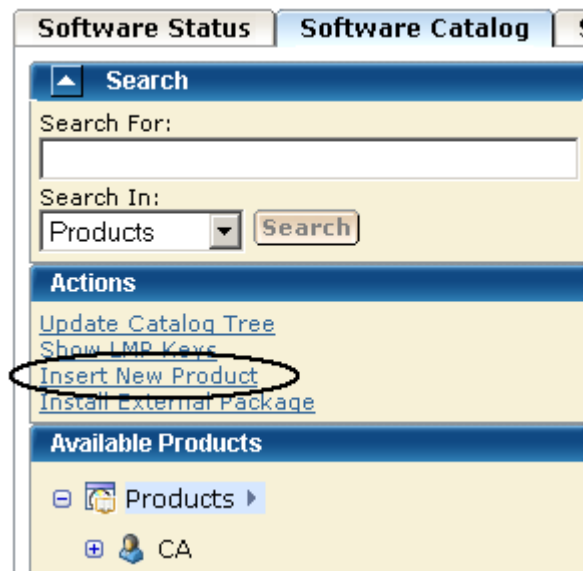 Software Status Software Catalog
Search
Search For:
Search In:
Products Search
Actions
Update Catalog Tree
Show LMP Keys
Insert New Product
Install External Package
Available Products
Products
CA